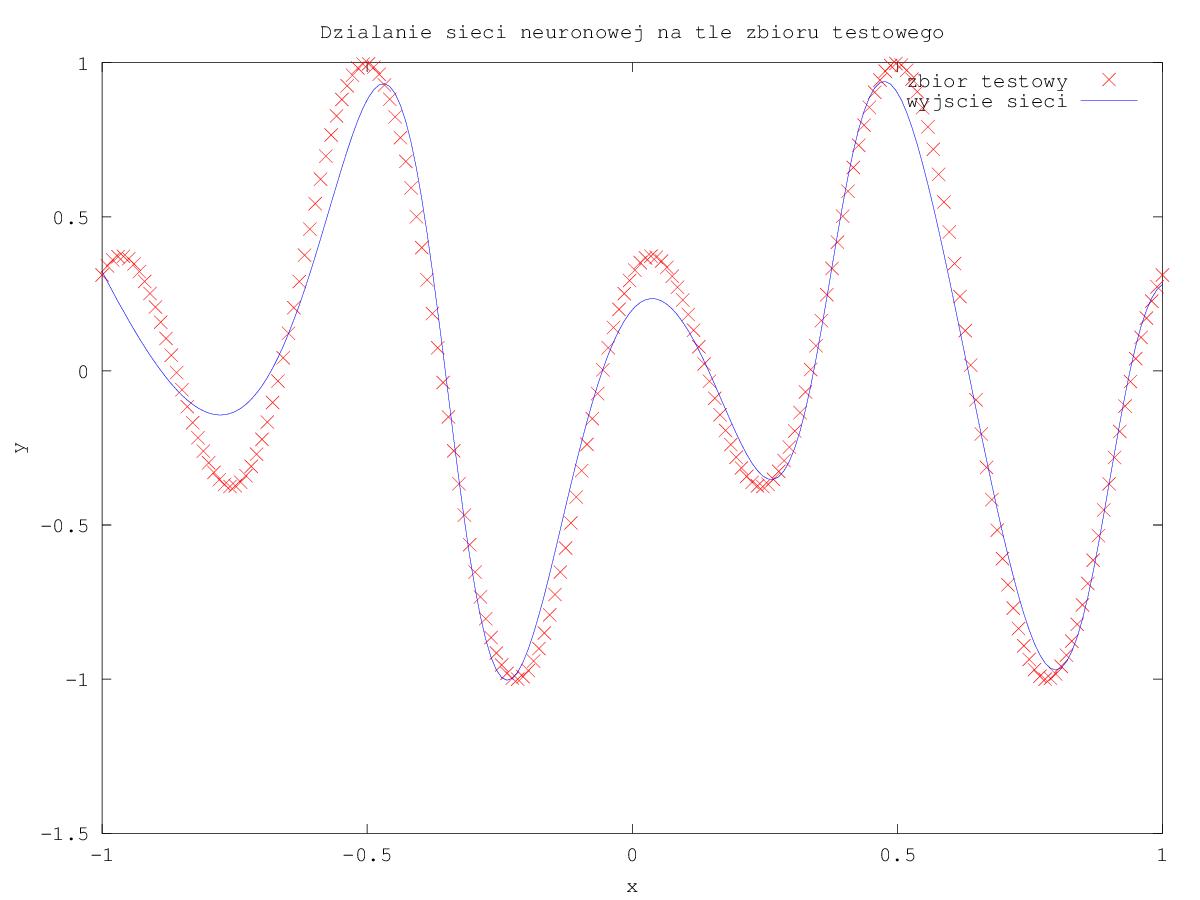 Dzialanie sieci neuronowej na tle zbioru testowego
zbior testowy
wyjscie sieci
1
0.5
0
-0.5
-1
-1.5
y
-1 -0.5 0 0.5 1
x